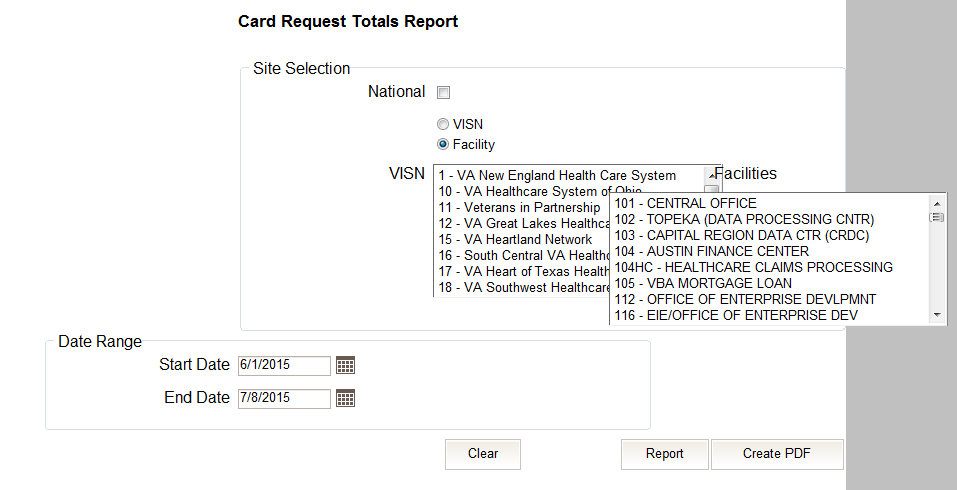 Card Request Totals Report
Site Selection
National
VISN
Facility
VISN
1 - VA New England Health Care System
10 - VA Healthcare System of Ohio
11 - Veterans in Partnership
12 - VA Great Lakes Healthca
15 - VA Heartland Network
16 - South Central VA Healthc
17 - VA Heart of Texas Health
18 - VA Southwest Healthcare
Facilities
101 - CENTRAL OFFICE
102 - TOPEKA (DATA PROCESSING CNTR)
103 - CAPITAL REGION DATA CTR (CRDC)
104 - AUSTIN FINANCE CENTER
104HC - HEALTHCARE CLAIMS PROCESSING
105 - VBA MORTGAGE LOAN
112 - OFFICE OF ENTERPRISE DEVLPMNT
116 - EIE/OFFICE OF ENTERPRISE DEV
Date Range
Start Date 6/1/2015
End Date 7/8/2015
Clear Report Create PDF